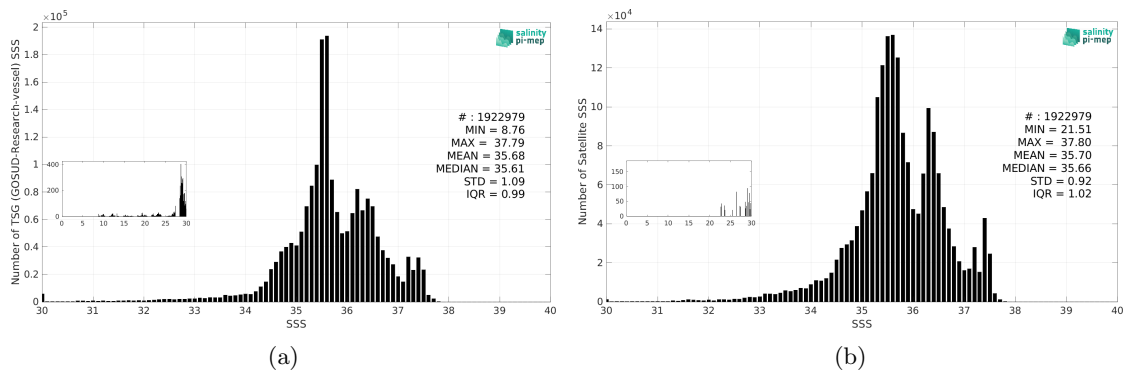 ×10⁵
2
1.8
1.6
1.4
1.2
1
0.8
0.6
0.4
0.2
0
Number of TSG (GOSUD-Research-vessel) SSS
salinity
pi-mep
# : 1922979
MIN = 8.76
MAX = 37.79
MEAN = 35.68
MEDIAN = 35.61
STD = 1.09
IQR = 0.99
400
200
0
0 5 10 15 20 25 30
30 31 32 33 34 35 36 37 38 39 40
SSS
(a)
×10⁴
14
12
10
8
6
4
2
0
Number of Satellite SSS
salinity
pi-mep
# : 1922979
MIN = 21.51
MAX = 37.80
MEAN = 35.70
MEDIAN = 35.66
STD = 0.92
IQR = 1.02
150
100
50
0
0 5 10 15 20 25 30
30 31 32 33 34 35 36 37 38 39 40
SSS
(b)